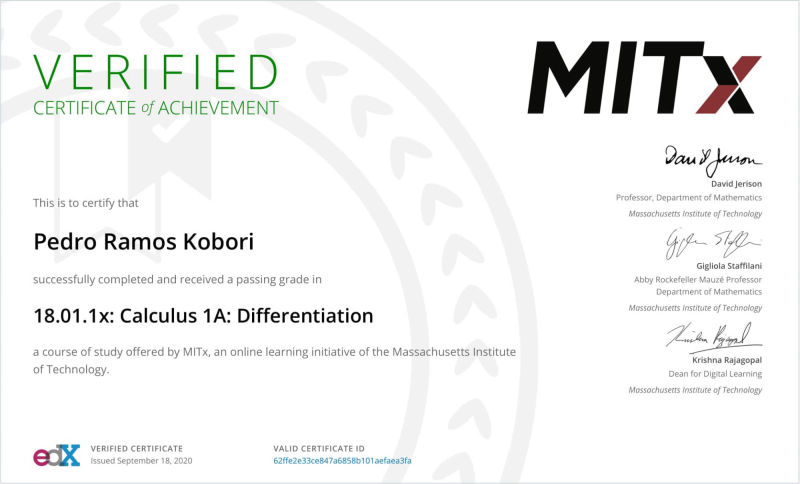 VERIFIED
CERTIFICATE of ACHIEVEMENT
MITx
This is to certify that
Pedro Ramos Kobori
successfully completed and received a passing grade in
18.01.1x: Calculus 1A: Differentiation
a course of study offered by MITx, an online learning initiative of the Massachusetts Institute
of Technology.
David Jerison
David Jerison
Professor, Department of Mathematics
Massachusetts Institute of Technology
Gigliola Staffilani
Abby Rockefeller Mauzé Professor
Department of Mathematics
Massachusetts Institute of Technology
Krishna Rajagopal
Krishna Rajagopal
Dean for Digital Learning
Massachusetts Institute of Technology
edX
VERIFIED CERTIFICATE
Issued September 18, 2020
VALID CERTIFICATE ID
62ffe2e33ce847a6858b101aefaea3fa